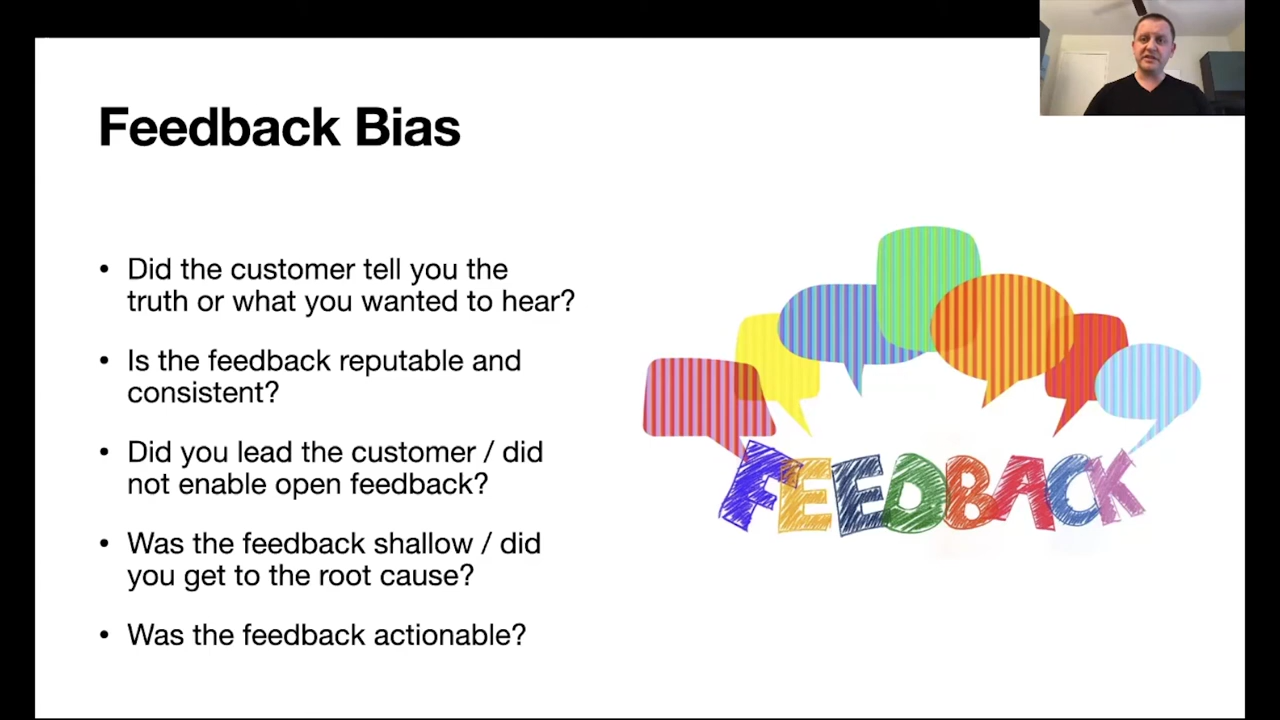 Feedback Bias
• Did the customer tell you the
truth or what you wanted to hear?
• Is the feedback reputable and
consistent?
• Did you lead the customer / did
not enable open feedback?
• Was the feedback shallow / did
you get to the root cause?
• Was the feedback actionable?
FEEDBACK